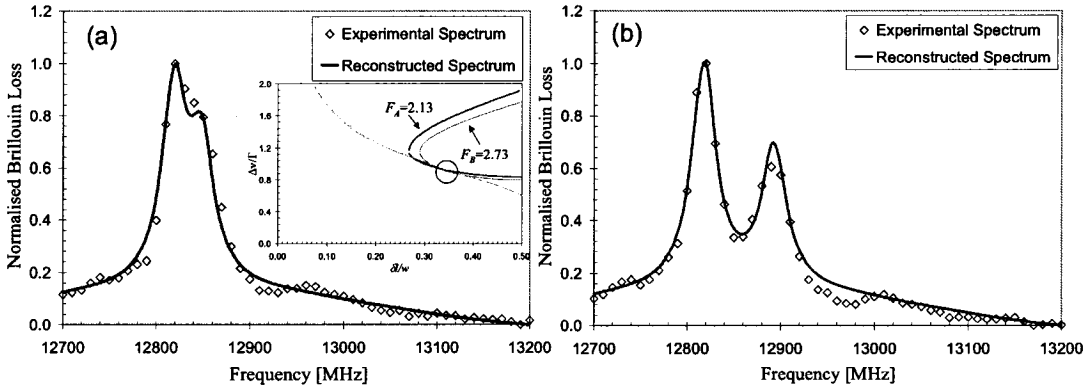 (a)
Experimental Spectrum
Reconstructed Spectrum
Normalised Brillouin Loss
1.2
1.0
0.8
0.6
0.4
0.2
0.0
12700 12800 12900 13000 13100 13200
Frequency [MHz]
F_A=2.13
F_B=2.73
Δν/Γ
2.0
1.6
1.2
0.8
0.4
0.0
0.00 0.10 0.20 0.30 0.40 0.50
δl/w
(b)
Experimental Spectrum
Reconstructed Spectrum
Normalised Brillouin Loss
1.2
1.0
0.8
0.6
0.4
0.2
0.0
12700 12800 12900 13000 13100 13200
Frequency [MHz]